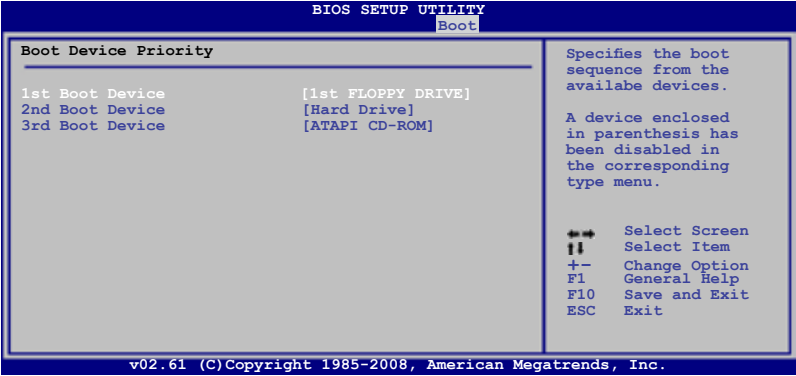 BIOS SETUP UTILITY
Boot
Boot Device Priority
1st Boot Device [1st FLOPPY DRIVE]
2nd Boot Device [Hard Drive]
3rd Boot Device [ATAPI CD-ROM]
Specifies the boot
sequence from the
availabe devices.
A device enclosed
in parenthesis has
been disabled in
the corresponding
type menu.
←→ Select Screen
↑↓ Select Item
+- Change Option
F1 General Help
F10 Save and Exit
ESC Exit
v02.61 (C)Copyright 1985-2008, American Megatrends, Inc.